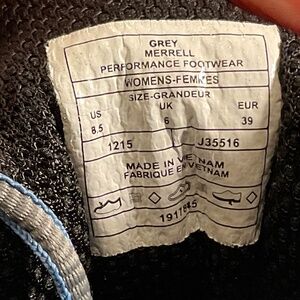 GREY
MERRELL
PERFORMANCE FOOTWEAR
WOMENS-FEMMES
SIZE-GRANDEUR
US UK EUR
8.5 6 39
1215 J35516
MADE IN VIETNAM
FABRIQUE EN VIETNAM